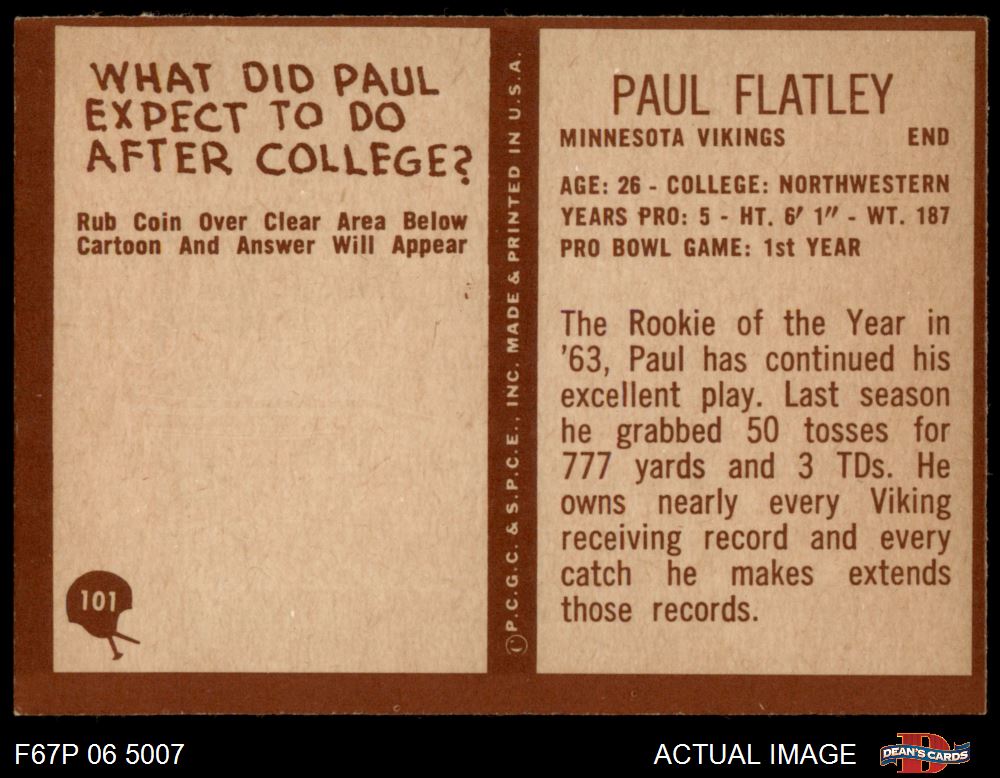 WHAT DID PAUL
EXPECT TO DO
AFTER COLLEGE?
Rub Coin Over Clear Area Below
Cartoon And Answer Will Appear
101
©P.C.G.C. & S.P.C.E., INC. MADE & PRINTED IN U.S.A.
PAUL FLATLEY
MINNESOTA VIKINGS END
AGE: 26 - COLLEGE: NORTHWESTERN
YEARS PRO: 5 - HT. 6′ 1″ - WT. 187
PRO BOWL GAME: 1st YEAR
The Rookie of the Year in
'63, Paul has continued his
excellent play. Last season
he grabbed 50 tosses for
777 yards and 3 TDs. He
owns nearly every Viking
receiving record and every
catch he makes extends
those records.
F67P 06 5007
ACTUAL IMAGE
D
DEAN'S CARDS